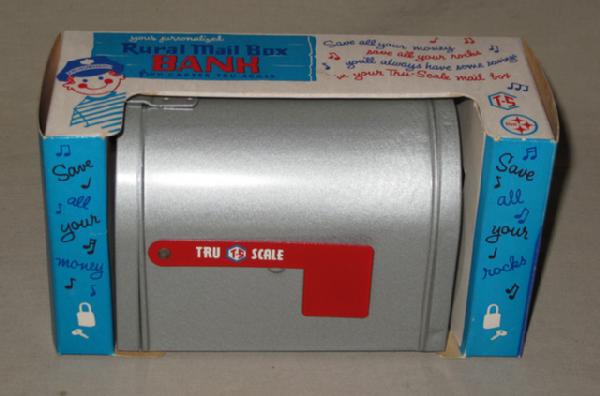 your personalized
Rural Mail Box
BANK
Save all your money
save all your rocks
you'll always have some
in your Tru-Scale mail box
T-S
Save
all
your
money
TRU T-S SCALE
Save
all
your
rocks